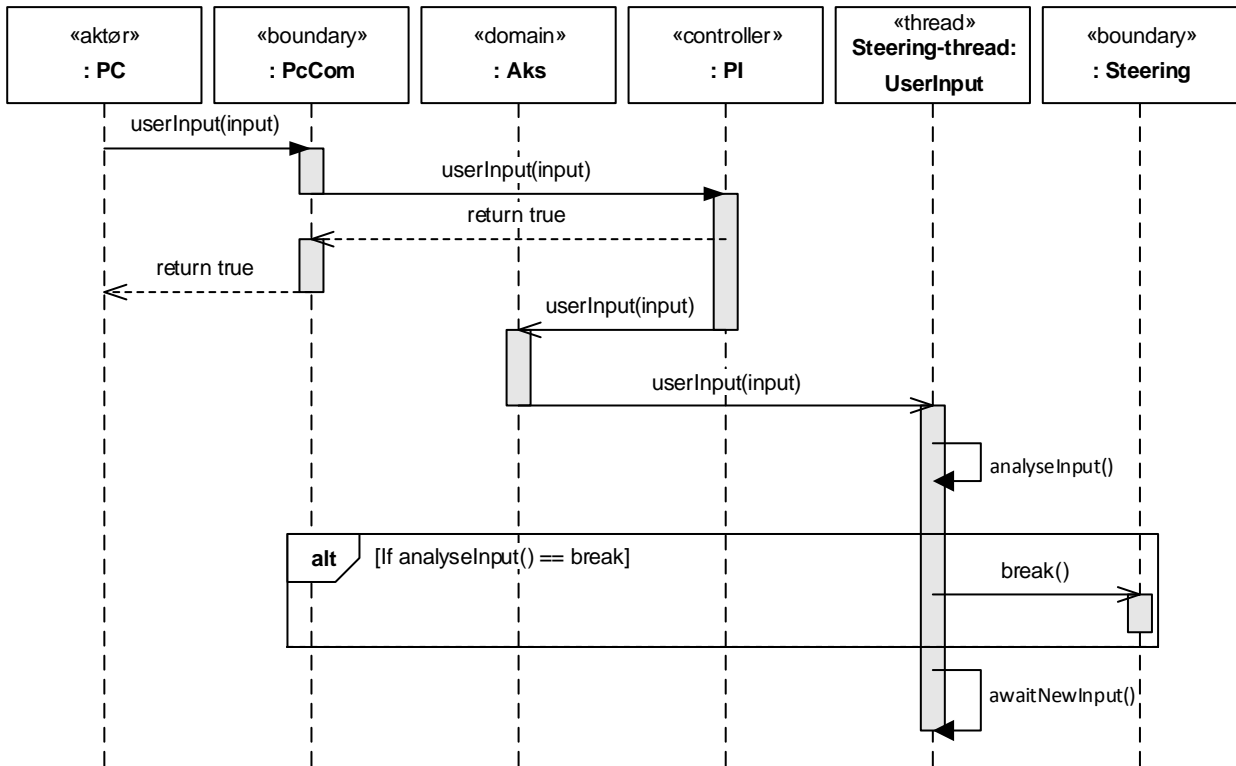 «aktør»
: PC
«boundary»
: PcCom
«domain»
: Aks
«controller»
: PI
«thread»
Steering-thread:
UserInput
«boundary»
: Steering
userInput(input)
userInput(input)
return true
return true
userInput(input)
userInput(input)
analyseInput()
alt
[If analyseInput() == break]
break()
awaitNewInput()